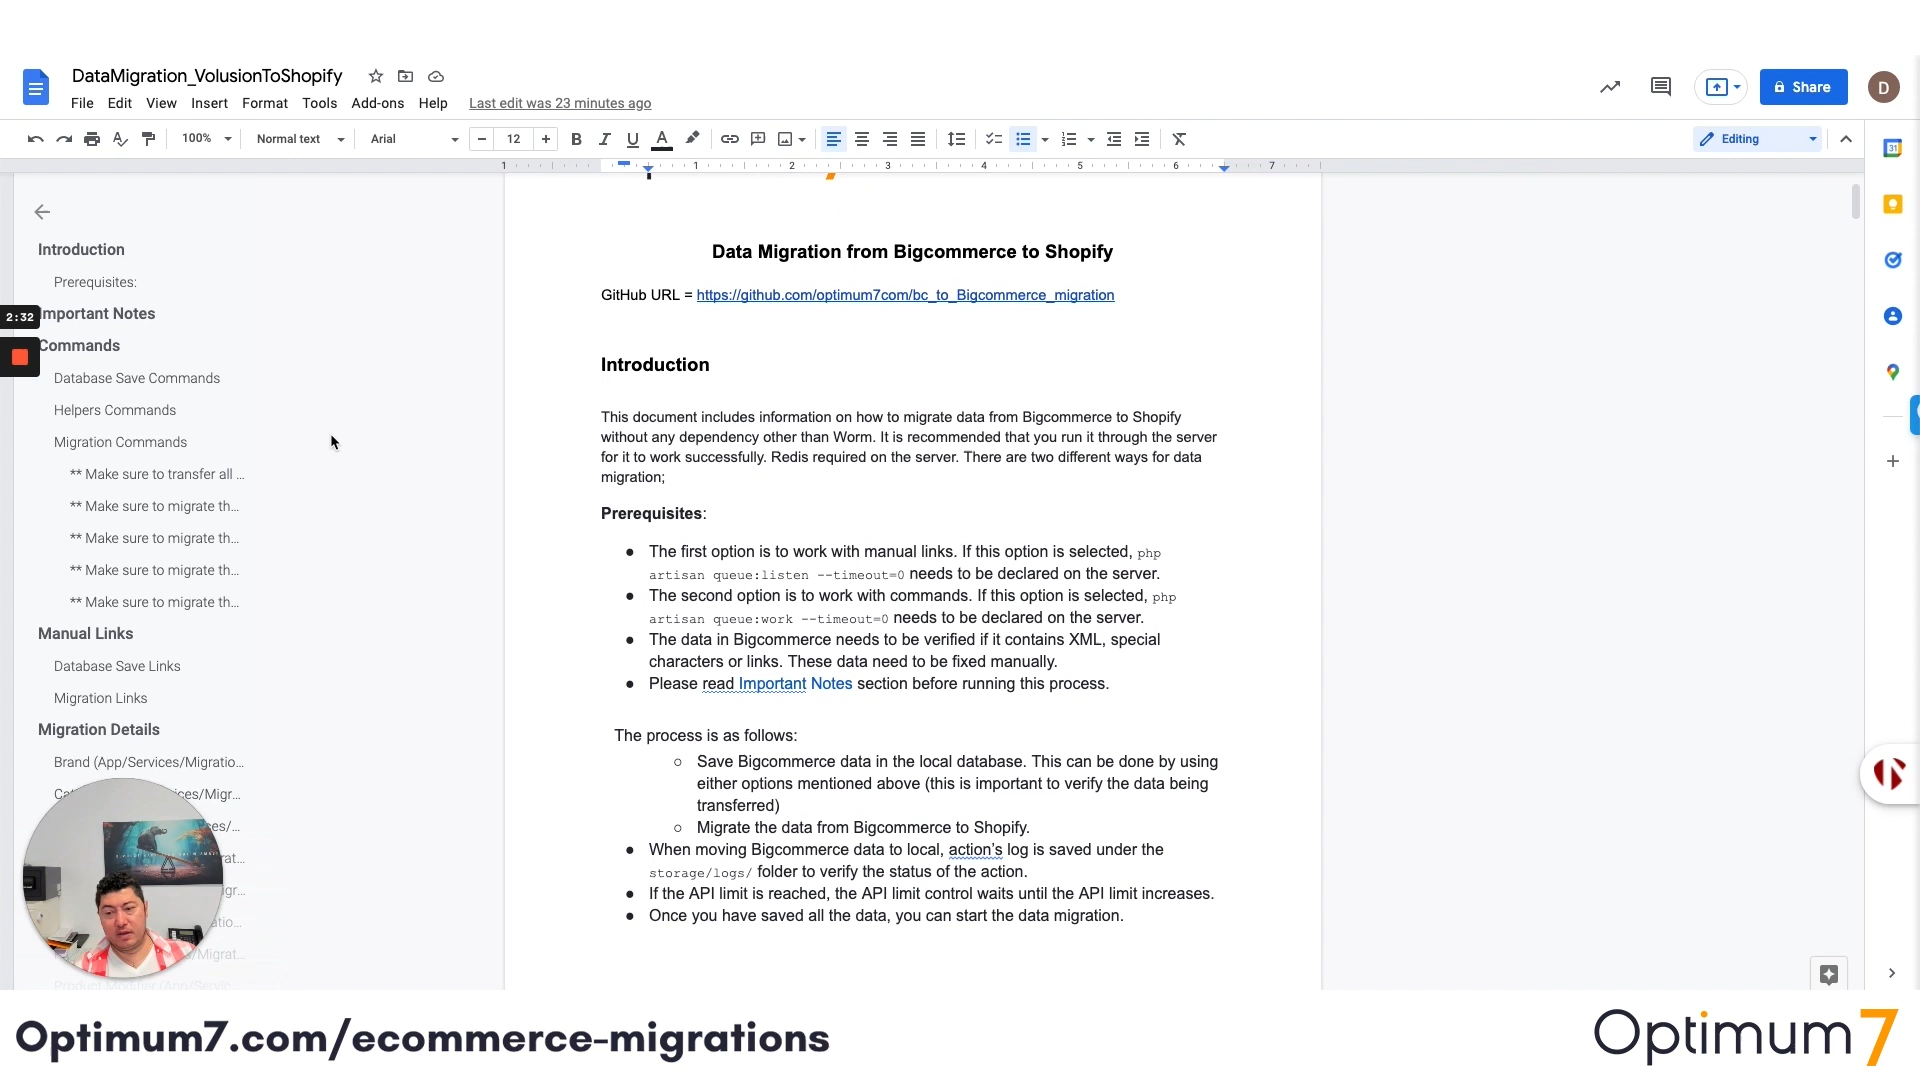 DataMigration_VolusionToShopify
File Edit View Insert Format Tools Add-ons Help Last edit was 23 minutes ago
Share
D
100% Normal text Arial 12 Editing
1 1 2 3 4 5 6 7
31
Introduction
Prerequisites:
Important Notes
2:32
Commands
Database Save Commands
Helpers Commands
Migration Commands
** Make sure to transfer all ...
** Make sure to migrate th...
** Make sure to migrate th...
** Make sure to migrate th...
** Make sure to migrate th...
Manual Links
Database Save Links
Migration Links
Migration Details
Brand (App/Services/Migratio...
Data Migration from Bigcommerce to Shopify
GitHub URL = https://github.com/optimum7com/bc_to_Bigcommerce_migration
Introduction
This document includes information on how to migrate data from Bigcommerce to Shopify
without any dependency other than Worm. It is recommended that you run it through the server
for it to work successfully. Redis required on the server. There are two different ways for data
migration;
Prerequisites:
● The first option is to work with manual links. If this option is selected, php
artisan queue:listen --timeout=0 needs to be declared on the server.
● The second option is to work with commands. If this option is selected, php
artisan queue:work --timeout=0 needs to be declared on the server.
● The data in Bigcommerce needs to be verified if it contains XML, special
characters or links. These data need to be fixed manually.
● Please read Important Notes section before running this process.
The process is as follows:
○ Save Bigcommerce data in the local database. This can be done by using
either options mentioned above (this is important to verify the data being
transferred)
○ Migrate the data from Bigcommerce to Shopify.
● When moving Bigcommerce data to local, action's log is saved under the
storage/logs/ folder to verify the status of the action.
● If the API limit is reached, the API limit control waits until the API limit increases.
● Once you have saved all the data, you can start the data migration.
Optimum7.com/ecommerce-migrations
Optimum7